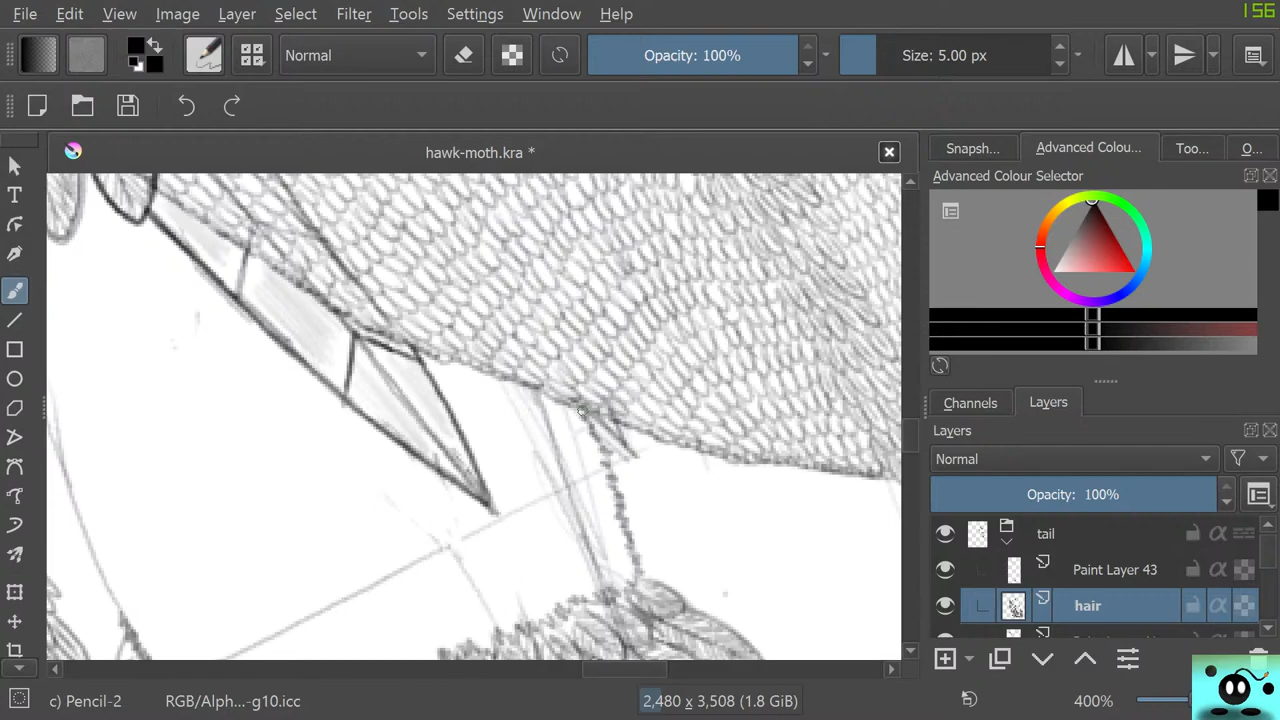 File Edit View Image Layer Select Filter Tools Settings Window Help
156
Normal
Opacity: 100%
Size: 5.00 px
hawk-moth.kra *
Snapsh... Advanced Colou... Too... O...
Advanced Colour Selector
Channels Layers
Layers
Normal
Opacity: 100%
tail
Paint Layer 43
hair
c) Pencil-2 RGB/Alph...-g10.icc 2,480 x 3,508 (1.8 GiB) 400%